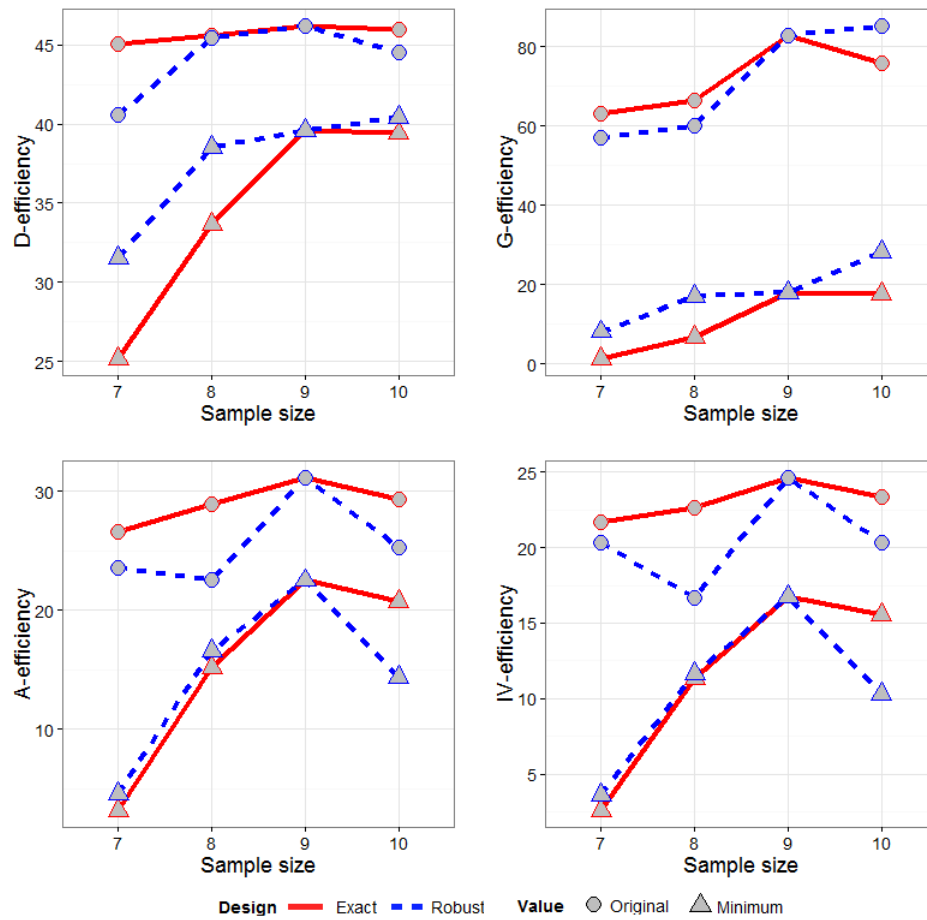 D-efficiency
45
40
35
30
25
7 8 9 10
Sample size
G-efficiency
80
60
40
20
0
7 8 9 10
Sample size
A-efficiency
30
20
10
7 8 9 10
Sample size
IV-efficiency
25
20
15
10
5
7 8 9 10
Sample size
Design Exact Robust Value Original Minimum